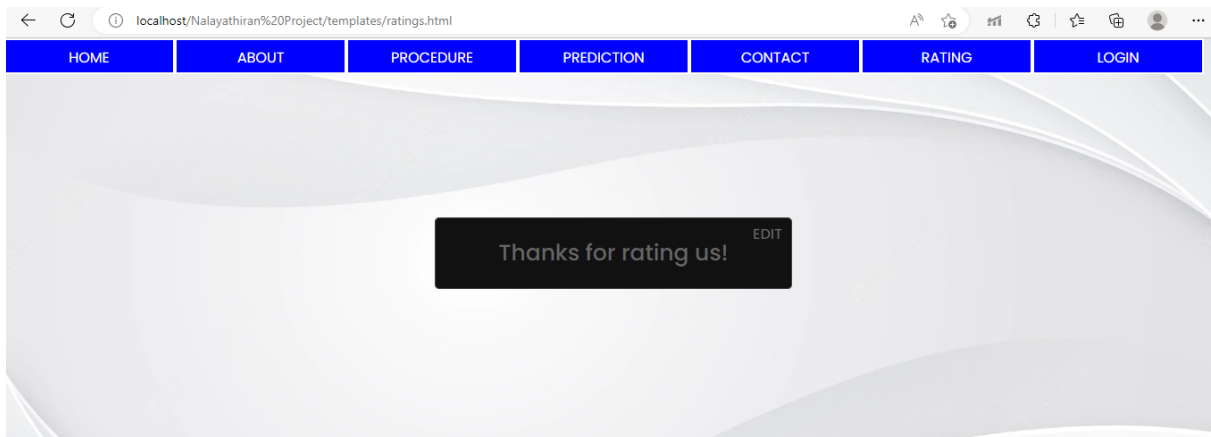 localhost/Nalayathiran%20Project/templates/ratings.html
HOME ABOUT PROCEDURE PREDICTION CONTACT RATING LOGIN
EDIT
Thanks for rating us!